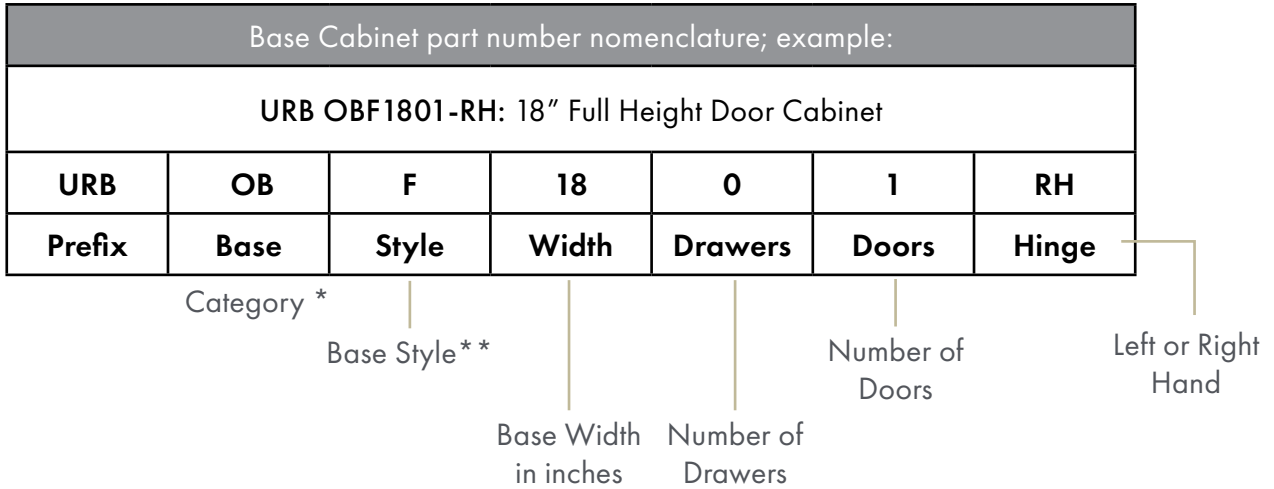 Base Cabinet part number nomenclature; example:
URB OBF1801-RH: 18” Full Height Door Cabinet
URB OB F 18 0 1 RH
Prefix Base Style Width Drawers Doors Hinge
Category *
Base Style**
Number of
Doors
Left or Right
Hand
Base Width
in inches
Number of
Drawers